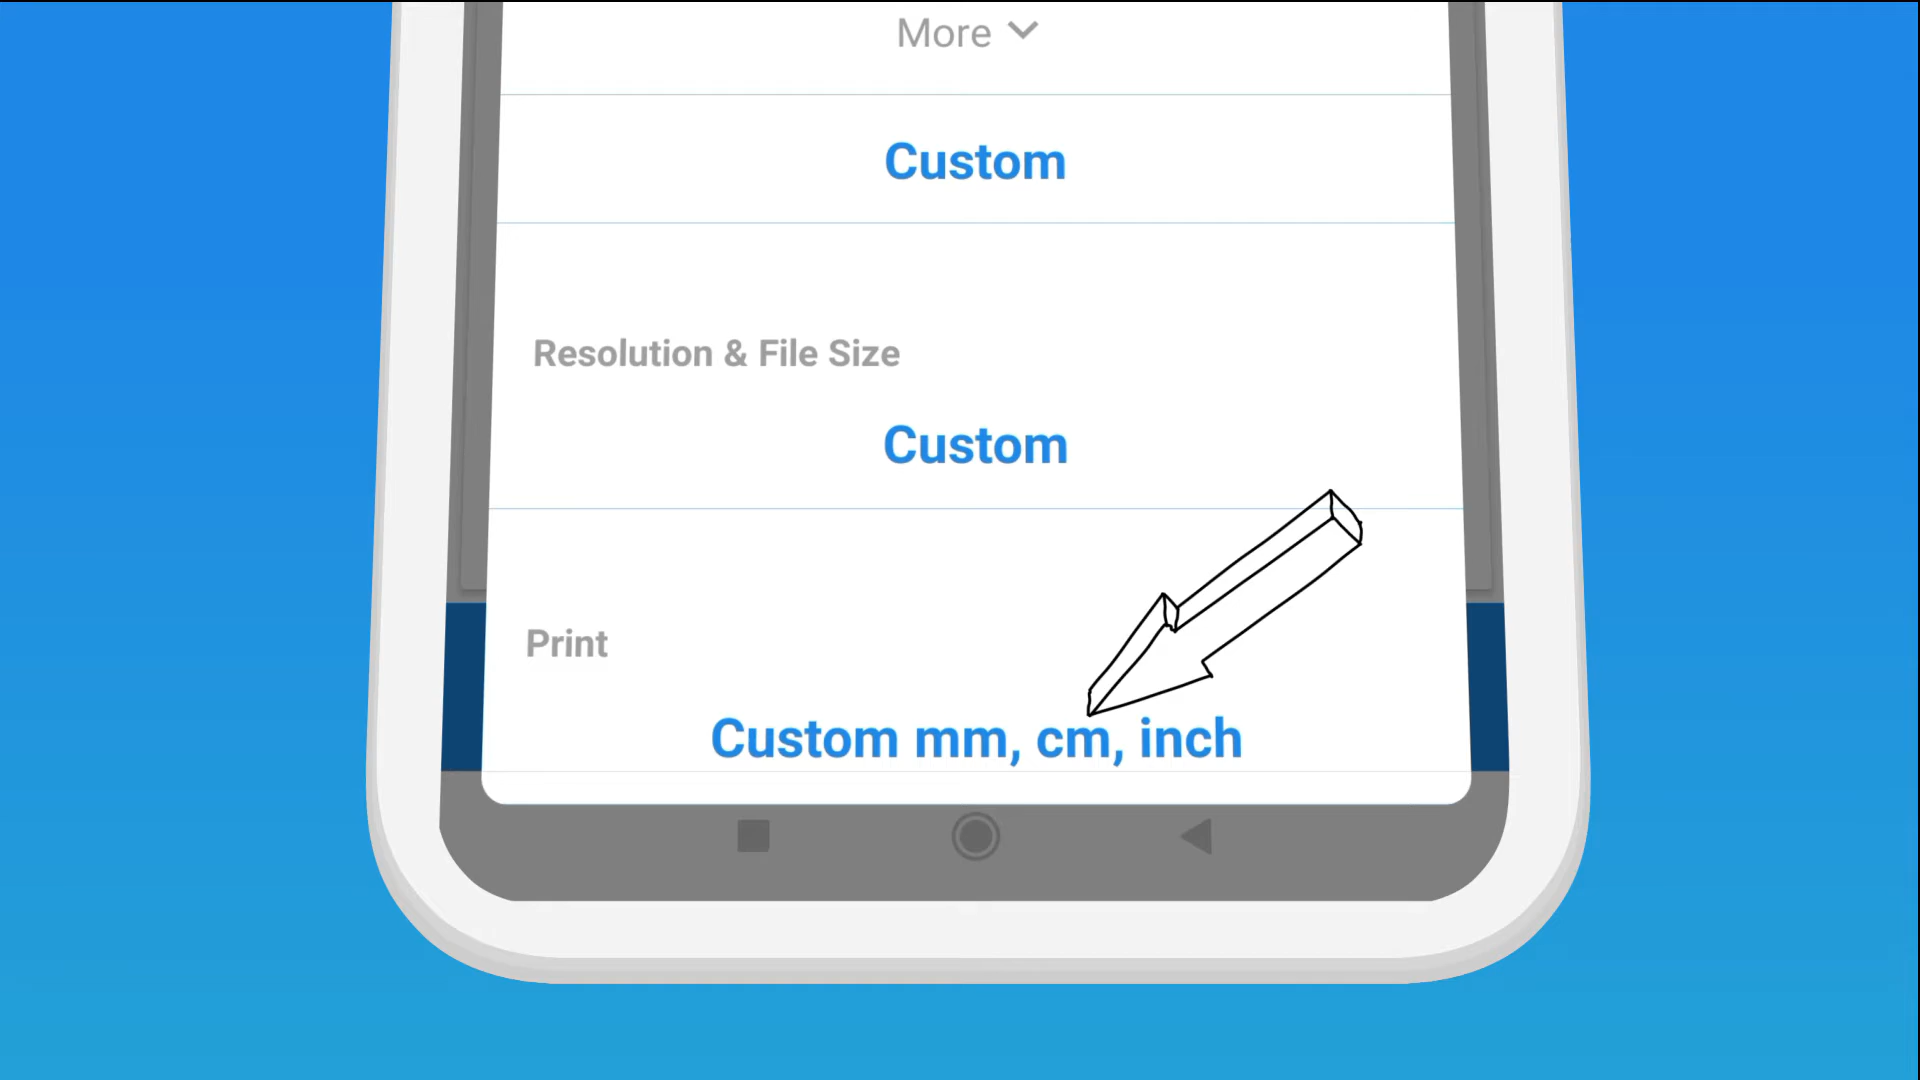 More
Custom
Resolution & File Size
Custom
Print
Custom mm, cm, inch